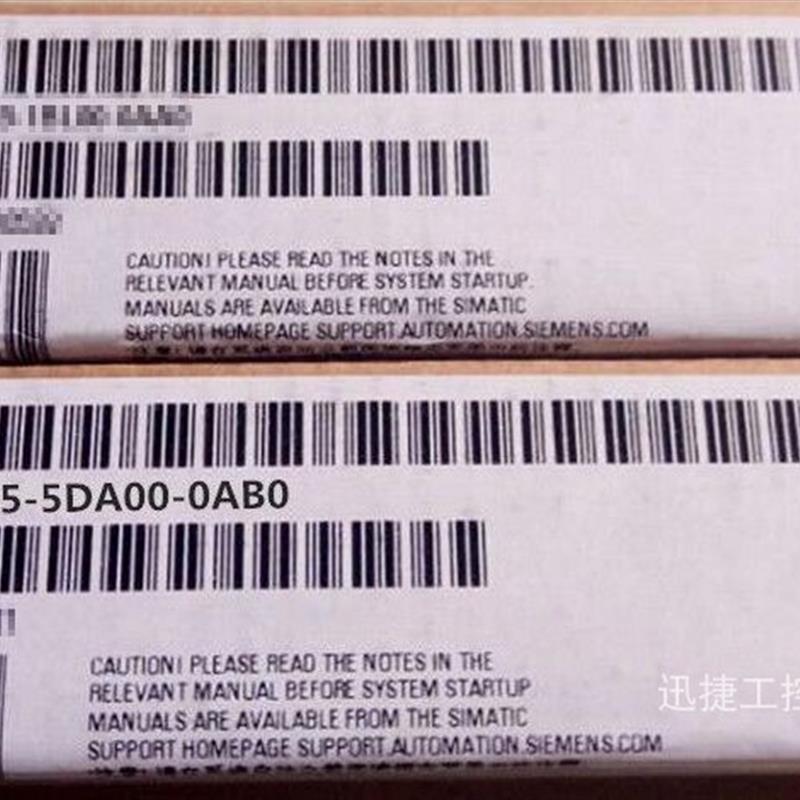 CAUTION! PLEASE READ THE NOTES IN THE
RELEVANT MANUAL BEFORE SYSTEM STARTUP.
MANUALS ARE AVAILABLE FROM THE SIMATIC
SUPPORT HOMEPAGE SUPPORT.AUTOMATION.SIEMENS.COM
5-5DA00-0AB0
CAUTION! PLEASE READ THE NOTES IN THE
RELEVANT MANUAL BEFORE SYSTEM STARTUP.
MANUALS ARE AVAILABLE FROM THE SIMATIC
SUPPORT HOMEPAGE SUPPORT.AUTOMATION.SIEMENS.COM
迅捷工控